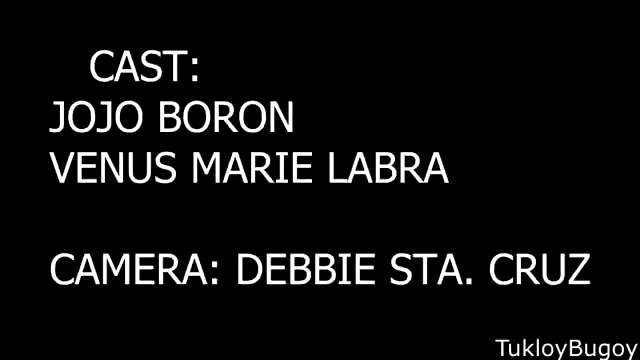 CAST:
JOJO BORON
VENUS MARIE LABRA
CAMERA: DEBBIE STA. CRUZ
TukloyBugoy